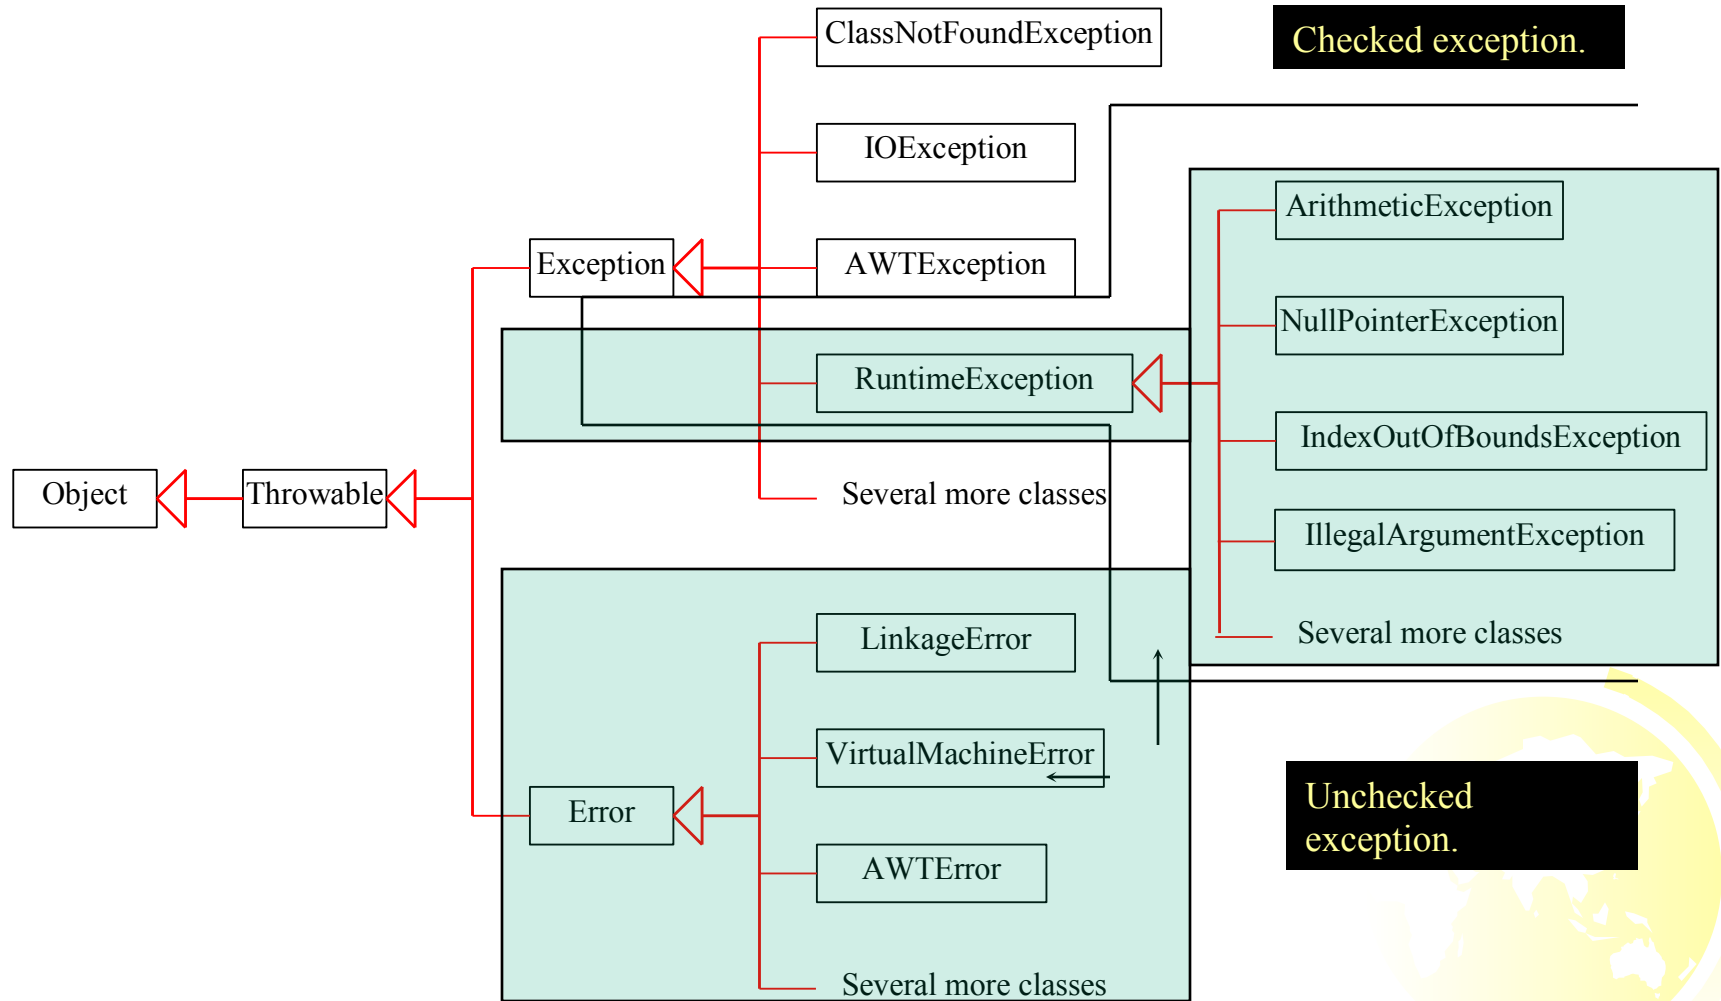 ClassNotFoundException
Checked exception.
IOException
ArithmeticException
Exception
AWTException
NullPointerException
RuntimeException
IndexOutOfBoundsException
Object
Throwable
Several more classes
IllegalArgumentException
LinkageError
Several more classes
VirtualMachineError
Error
Unchecked
exception.
AWTError
Several more classes